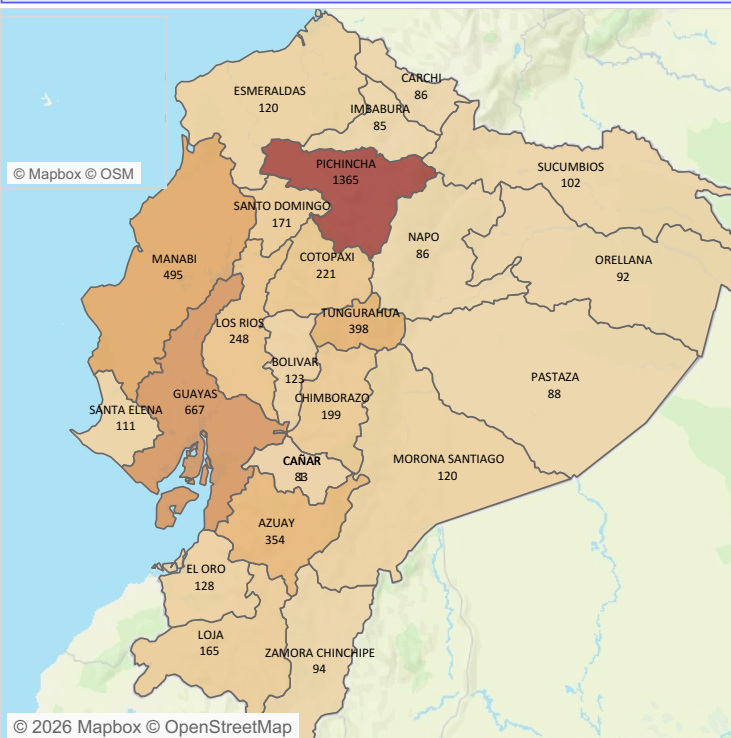 CARCHI
86
ESMERALDAS
120
IMBABURA
85
© Mapbox © OSM
PICHINCHA
1365
SUCUMBIOS
102
SANTO DOMINGO
171
NAPO
86
MANABI
495
COTOPAXI
221
ORELLANA
92
TUNGURAHUA
398
LOS RIOS
248
BOLIVAR
123
PASTAZA
88
GUAYAS
667
CHIMBORAZO
199
SANTA ELENA
111
CAÑAR
MORONA SANTIAGO
120
AZUAY
354
EL ORO
128
LOJA
165
ZAMORA CHINCHIPE
94
© 2026 Mapbox © OpenStreetMap